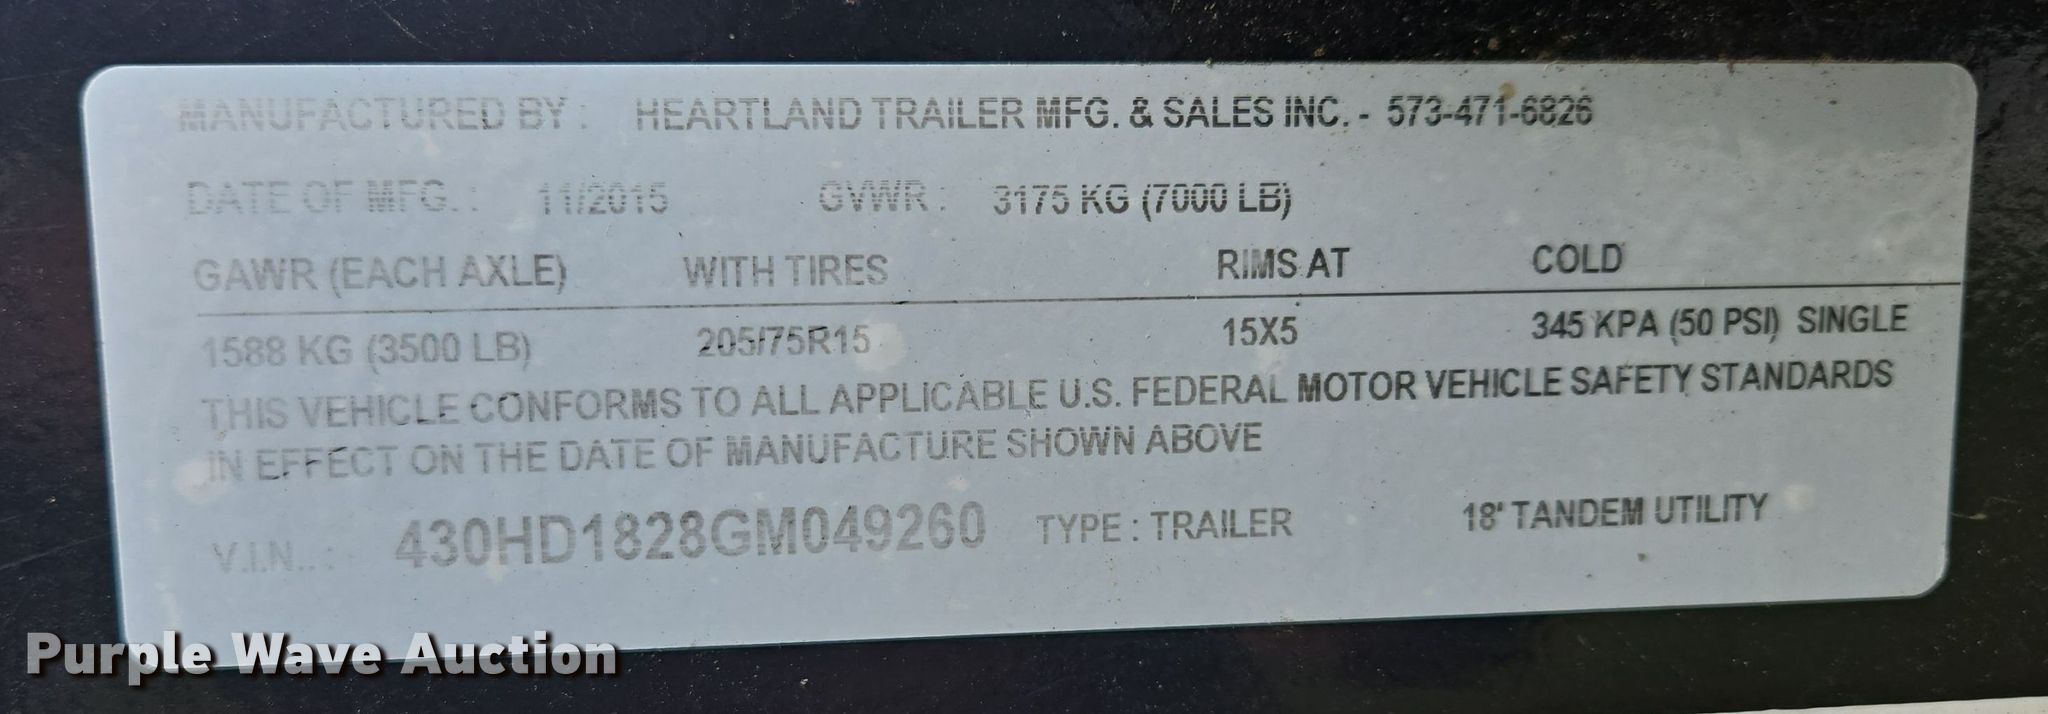 MANUFACTURED BY : HEARTLAND TRAILER MFG. & SALES INC. - 573-471-6826
DATE OF MFG. : 11/2015 GVWR : 3175 KG (7000 LB)
GAWR (EACH AXLE) WITH TIRES RIMS AT COLD
1588 KG (3500 LB) 205/75R15 15X5 345 KPA (50 PSI) SINGLE
THIS VEHICLE CONFORMS TO ALL APPLICABLE U.S. FEDERAL MOTOR VEHICLE SAFETY STANDARDS
IN EFFECT ON THE DATE OF MANUFACTURE SHOWN ABOVE
V.I.N.. : 430HD1828GM049260 TYPE : TRAILER 18' TANDEM UTILITY
Purple Wave Auction